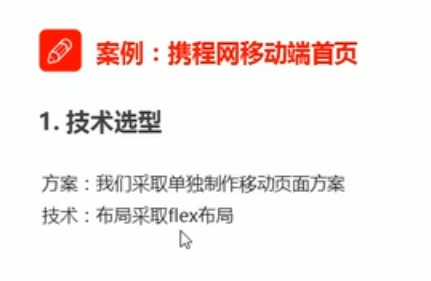 案例：携程网移动端首页
1. 技术选型
方案：我们采取单独制作移动页面方案
技术：布局采取flex布局